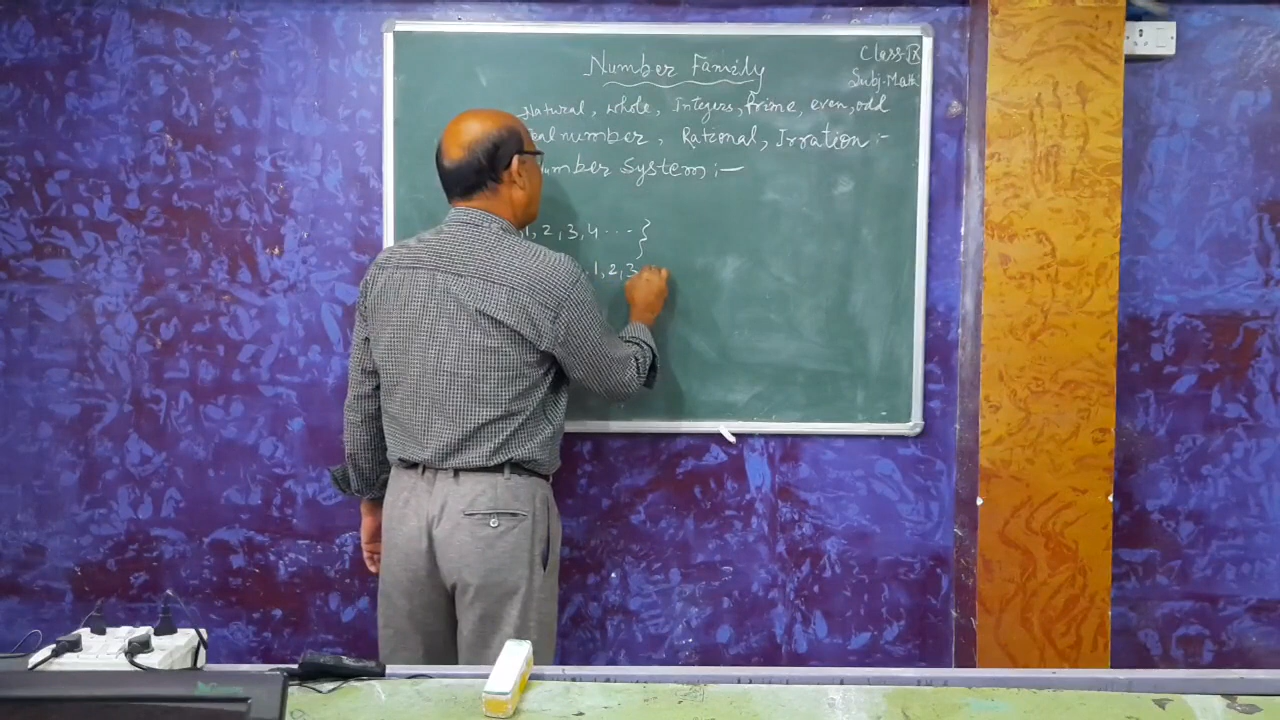 Number Family
Class-IX
Subj. Math
Natural, whole, Integers, Prime, even, odd
eal number, Rational, Irration :-
umber System :-
1, 2, 3, 4 ... }
1, 2, 3